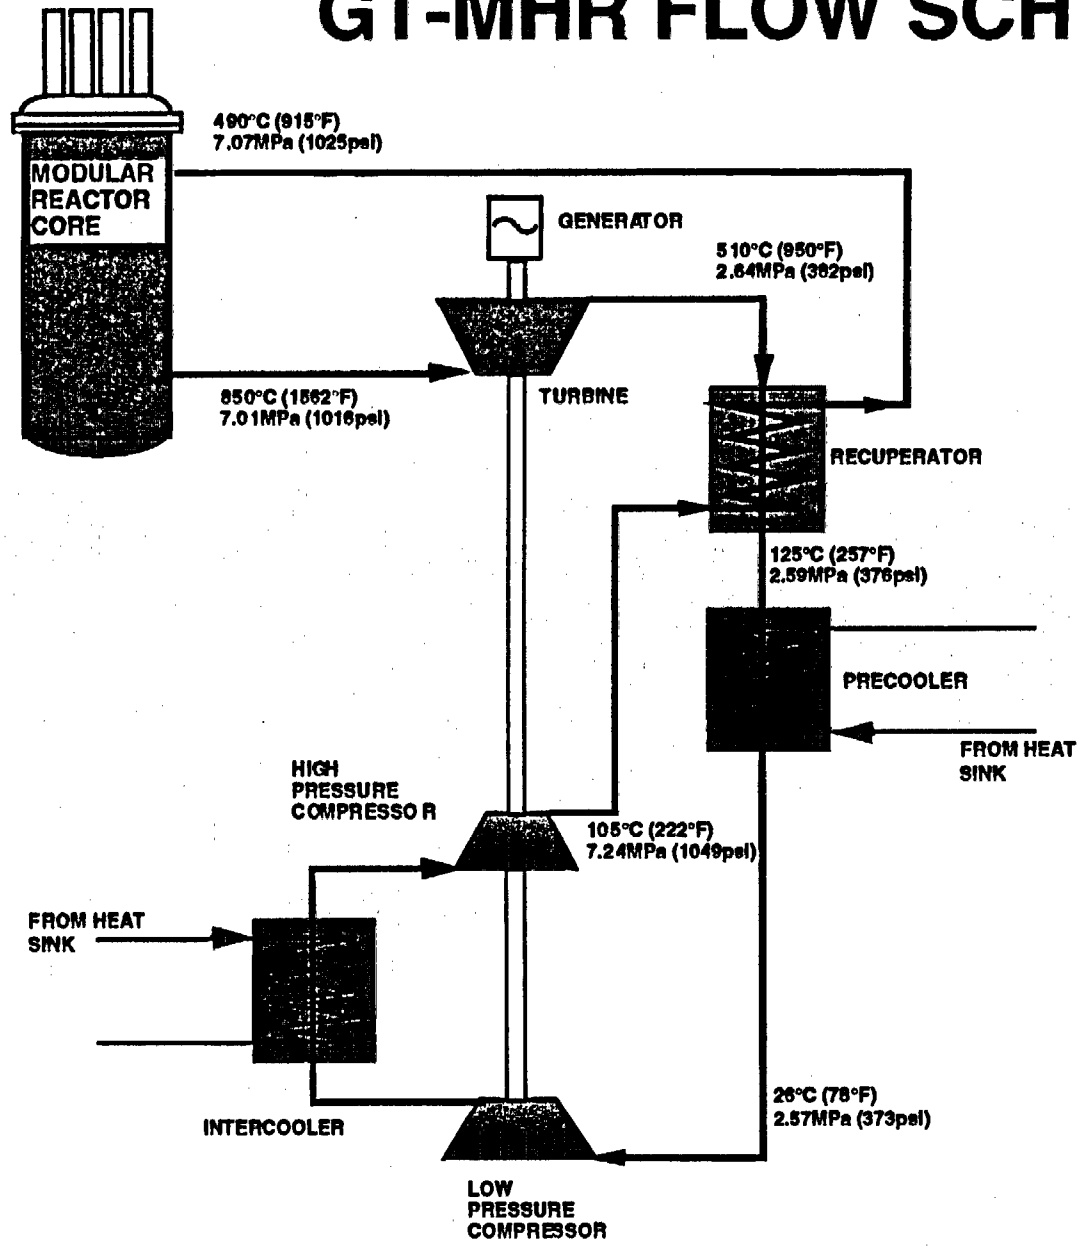 GT-MHR FLOW SCH
490°C (915°F)
7.07MPa (1025psi)
MODULAR
REACTOR
CORE
GENERATOR
510°C (950°F)
2.64MPa (382psi)
850°C (1562°F)
7.01MPa (1016psi)
TURBINE
RECUPERATOR
125°C (257°F)
2.59MPa (376psi)
PRECOOLER
FROM HEAT
SINK
HIGH
PRESSURE
COMPRESSOR
105°C (222°F)
7.24MPa (1049psi)
FROM HEAT
SINK
26°C (78°F)
2.57MPa (373psi)
INTERCOOLER
LOW
PRESSURE
COMPRESSOR